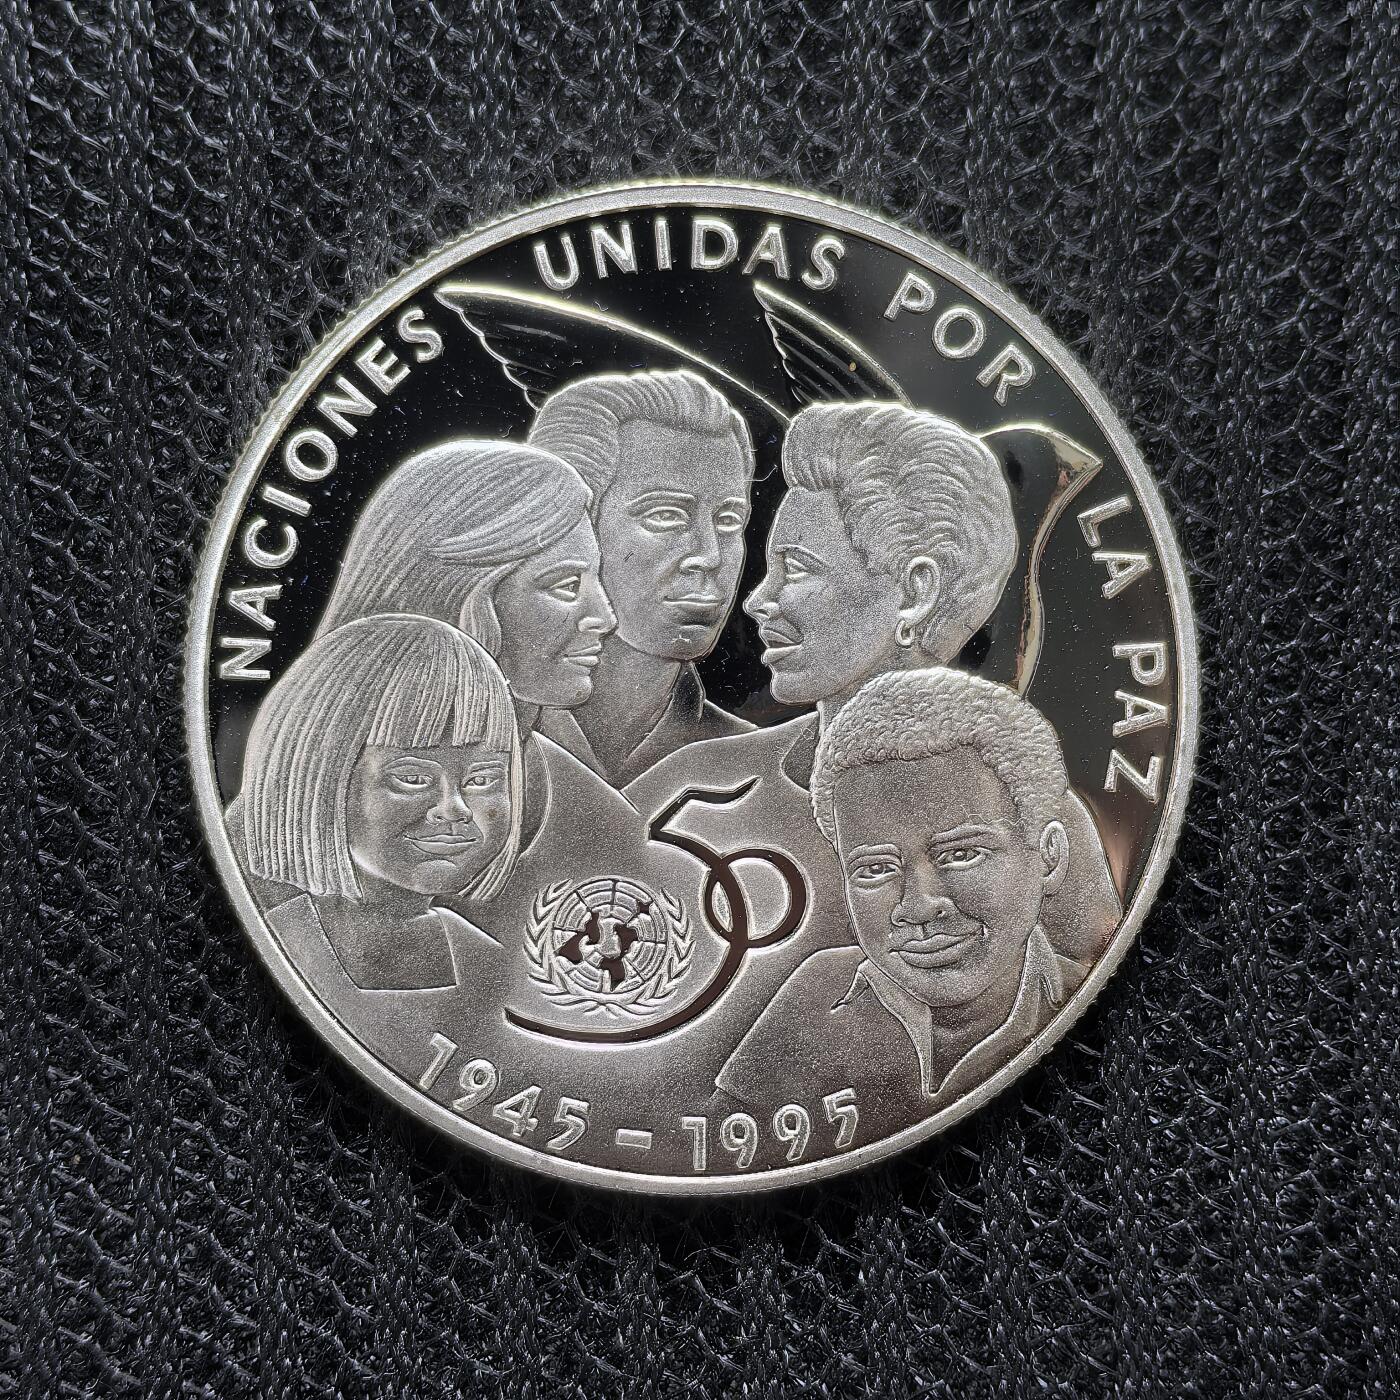 NACIONES UNIDAS POR LA PAZ
50
1945 - 1995